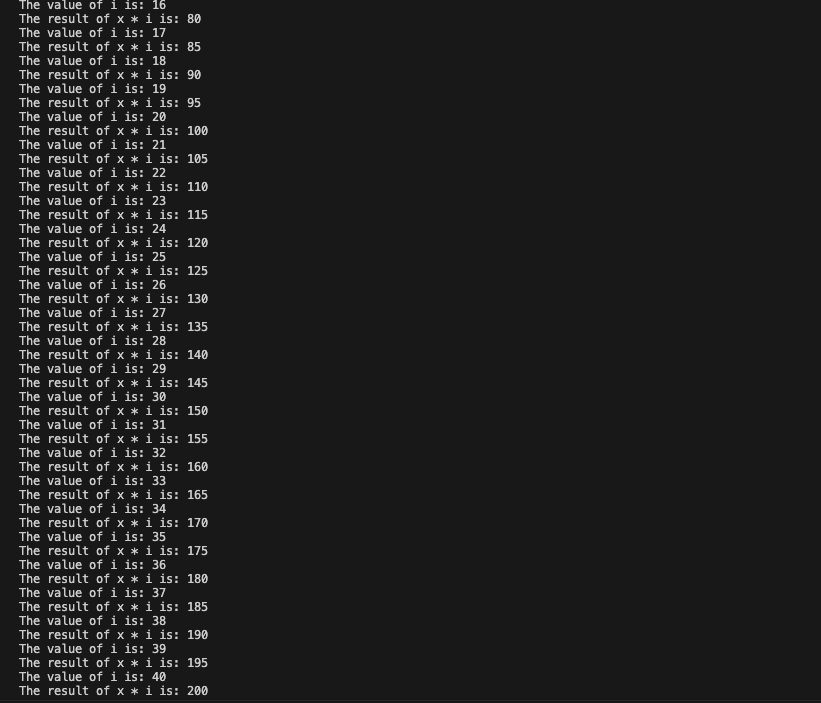 The value of i is: 16
The result of x * i is: 80
The value of i is: 17
The result of x * i is: 85
The value of i is: 18
The result of x * i is: 90
The value of i is: 19
The result of x * i is: 95
The value of i is: 20
The result of x * i is: 100
The value of i is: 21
The result of x * i is: 105
The value of i is: 22
The result of x * i is: 110
The value of i is: 23
The result of x * i is: 115
The value of i is: 24
The result of x * i is: 120
The value of i is: 25
The result of x * i is: 125
The value of i is: 26
The result of x * i is: 130
The value of i is: 27
The result of x * i is: 135
The value of i is: 28
The result of x * i is: 140
The value of i is: 29
The result of x * i is: 145
The value of i is: 30
The result of x * i is: 150
The value of i is: 31
The result of x * i is: 155
The value of i is: 32
The result of x * i is: 160
The value of i is: 33
The result of x * i is: 165
The value of i is: 34
The result of x * i is: 170
The value of i is: 35
The result of x * i is: 175
The value of i is: 36
The result of x * i is: 180
The value of i is: 37
The result of x * i is: 185
The value of i is: 38
The result of x * i is: 190
The value of i is: 39
The result of x * i is: 195
The value of i is: 40
The result of x * i is: 200